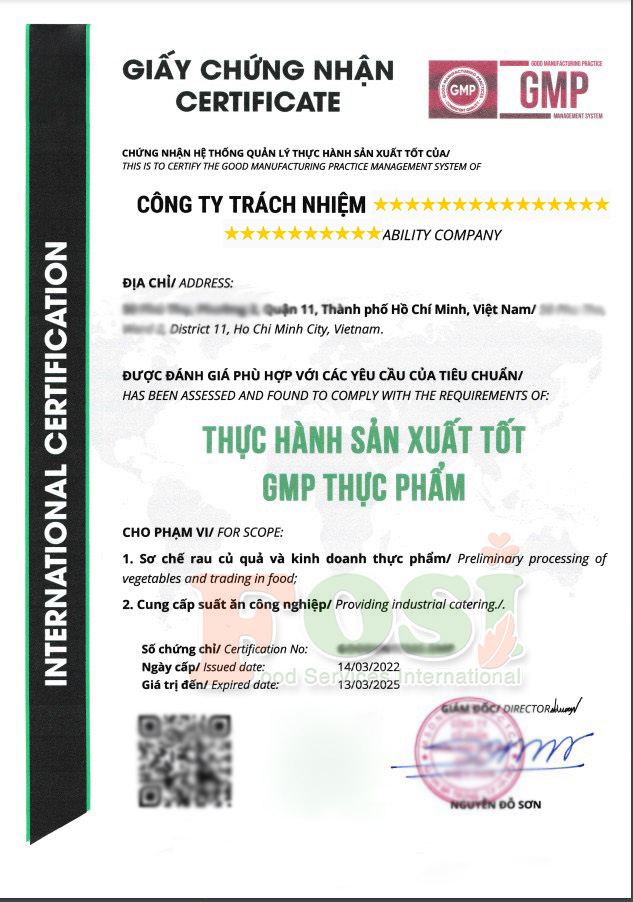 GIẤY CHỨNG NHẬN
CERTIFICATE
GOOD MANUFACTURING PRACTICE
GMP
GMP
MANAGEMENT SYSTEM
CHỨNG NHẬN HỆ THỐNG QUẢN LÝ THỰC HÀNH SẢN XUẤT TỐT CỦA/
THIS IS TO CERTIFY THE GOOD MANUFACTURING PRACTICE MANAGEMENT SYSTEM OF
CÔNG TY TRÁCH NHIỆM ★★★★★★★★★★★★★★★
★★★★★★★★★★ABILITY COMPANY
ĐỊA CHỈ/ ADDRESS:
Quận 11, Thành phố Hồ Chí Minh, Việt Nam/
District 11, Ho Chi Minh City, Vietnam.
ĐƯỢC ĐÁNH GIÁ PHÙ HỢP VỚI CÁC YÊU CẦU CỦA TIÊU CHUẨN/
HAS BEEN ASSESSED AND FOUND TO COMPLY WITH THE REQUIREMENTS OF:
THỰC HÀNH SẢN XUẤT TỐT
GMP THỰC PHẨM
CHO PHẠM VI/ FOR SCOPE:
1. Sơ chế rau củ quả và kinh doanh thực phẩm/ Preliminary processing of
vegetables and trading in food;
2. Cung cấp suất ăn công nghiệp/ Providing industrial catering./.
Fosi
Food Services International
Số chứng chỉ/ Certification No:
Ngày cấp/ Issued date: 14/03/2022
Giá trị đến/ Expired date: 13/03/2025
GIÁM ĐỐC/ DIRECTOR
NGUYỄN ĐỖ SƠN
INTERNATIONAL CERTIFICATION